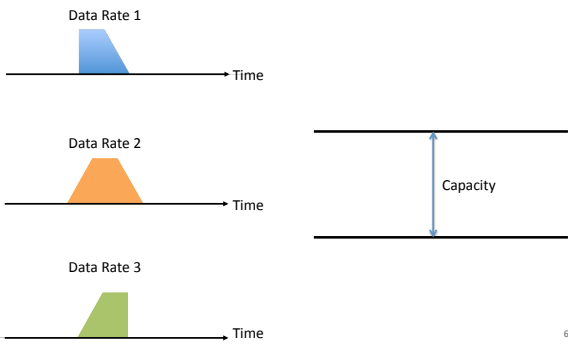 Data Rate 1
Time
Data Rate 2
Time
Data Rate 3
Time
Capacity
6